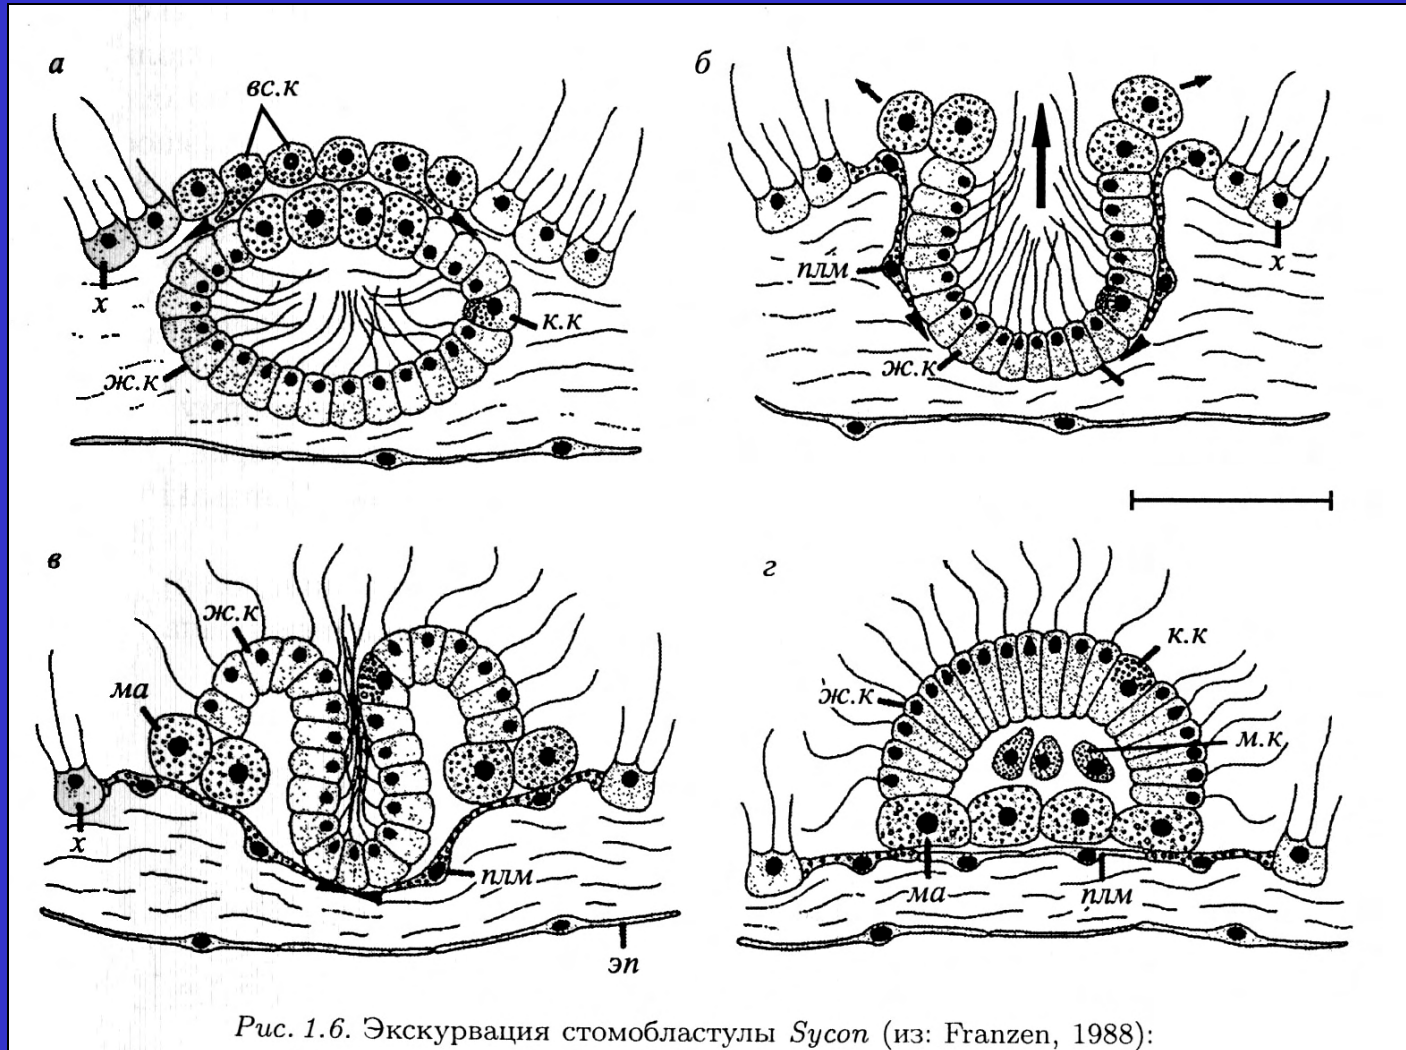 а
вс.к
х
ж.к
к.к
б
плм
ж.к
х
в
ж.к
ма
х
плм
эп
г
к.к
ж.к
м.к
ма
плм
Рис. 1.6. Экскурвация стомобластулы Sycon (из: Franzen, 1988):